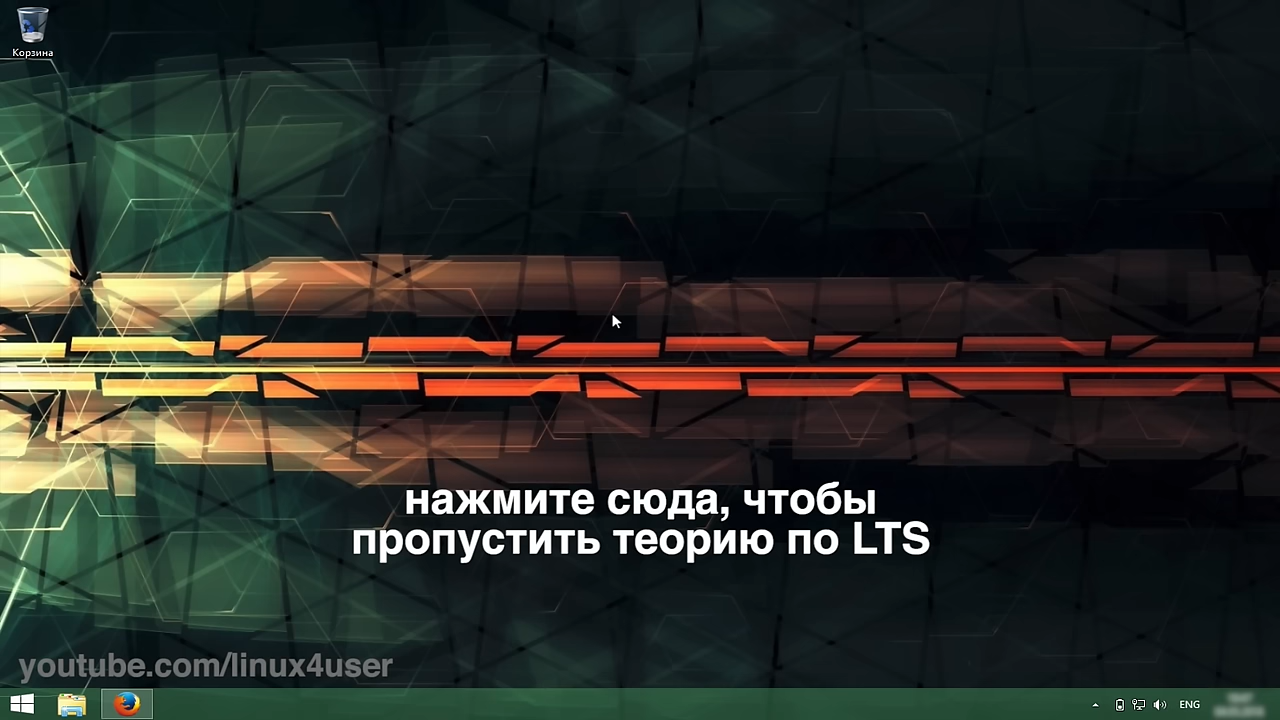 Корзина
нажмите сюда, чтобы
пропустить теорию по LTS
youtube.com/linux4user
ENG